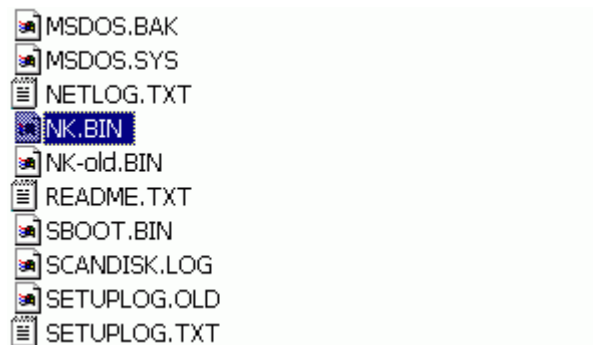 MSDOS.BAK
MSDOS.SYS
NETLOG.TXT
NK.BIN
NK-old.BIN
README.TXT
SBOOT.BIN
SCANDISK.LOG
SETUPLOG.OLD
SETUPLOG.TXT